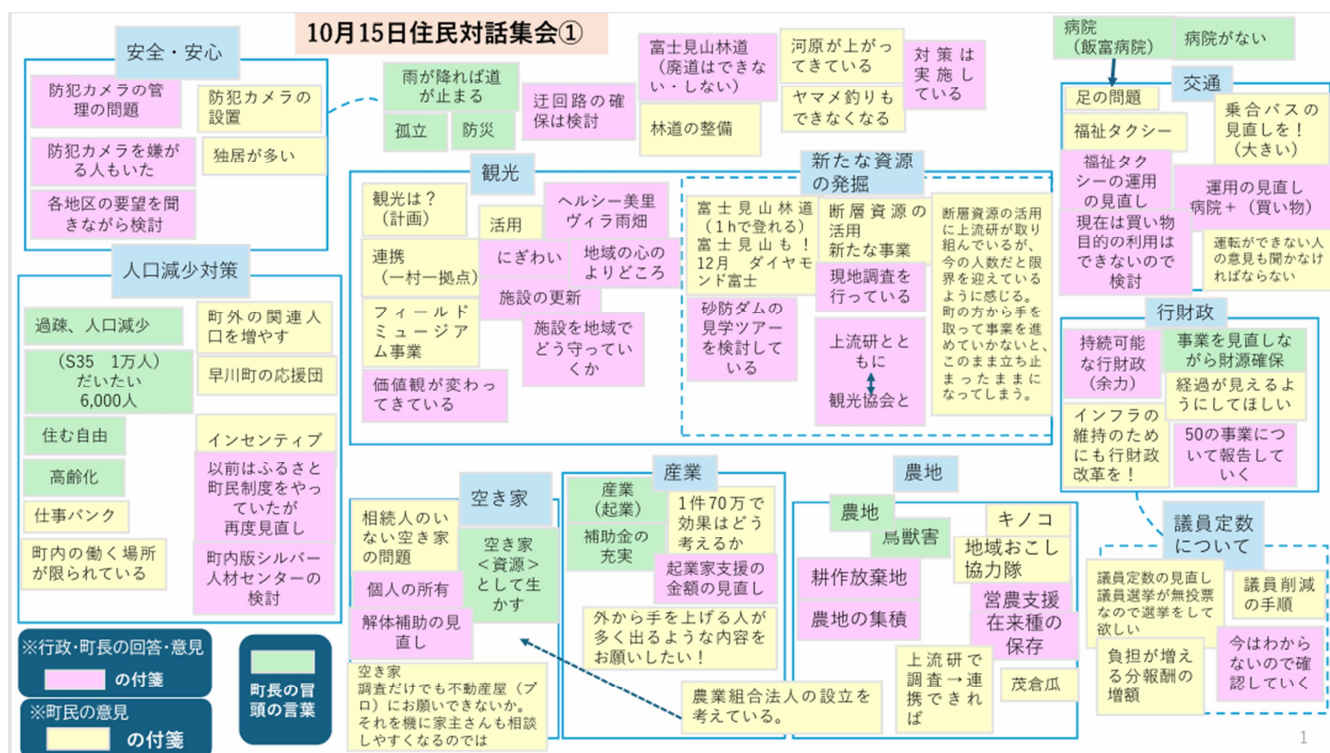 10月15日住民対話集会①
安全・安心
防犯カメラの管
理の問題
防犯カメラの
設置
防犯カメラを嫌が
る人もいた
独居が多い
各地区の要望を聞
きながら検討
雨が降れば道
が止まる
孤立
防災
迂回路の確
保は検討
富士見山林道
(廃道はできな
い・しない)
林道の整備
河原が上がっ
てきている
ヤマメ釣りも
できなくなる
対策は
実施し
ている
病院
(飯富病院)
病院がない
交通
足の問題
福祉タクシー
乗合バスの
見直しを!
(大きい)
福祉タク
シーの運用
の見直し
現在は買い物
目的の利用は
できないので
検討
運用の見直し
病院+(買い物)
運転ができない人
の意見も聞かなけ
ればならない
観光
観光は?
(計画)
活用
ヘルシー美里
ヴィラ雨畑
連携
(一村一拠点)
にぎわい
地域の心の
よりどころ
フィールド
ミュージア
ム事業
施設の更新
施設を地域で
どう守ってい
くか
価値観が変わっ
てきている
新たな資源
の発掘
富士見山林道
(1hで登れる)
富士見山も!
12月 ダイヤモ
ンド富士
断層資源の
活用
新たな事業
砂防ダムの
見学ツアー
を検討して
いる
現地調査を
行っている
上流研とと
もに
観光協会と
断層資源の活用
に上流研が取り
組んでいるが、
今の人数だと限
界を迎えている
ように感じる。
町の方から手を
取って事業を進
めていかないと、
このまま立ち止
まったままに
なってしまう。
人口減少対策
過疎、人口減少
町外の関連人
口を増やす
(S35 1万人)
だいたい
6,000人
早川町の応援団
住む自由
インセンティブ
高齢化
以前はふるさと
町民制度をやっ
ていたが
再度見直し
仕事バンク
町内の働く場所
が限られている
町内版シルバー
人材センターの
検討
行財政
持続可能
な行財政
(余力)
事業を見直しな
がら財源確保
経過が見えるよ
うにしてほしい
インフラの
維持のため
にも行財政
改革を!
50の事業につ
いて報告して
いく
空き家
相続人のい
ない空き家
の問題
空き家
<資源>
として生
かす
個人の所有
解体補助の見
直し
空き家
調査だけでも不動産屋(プ
ロ)にお願いできないか。
それを機に家主さんも相談
しやすくなるのでは
産業
産業
(起業)
1件70万で
効果はどう
考えるか
補助金の
充実
起業家支援の
金額の見直し
外から手を上げる人が
多く出るような内容を
お願いしたい!
農業組合法人の設立を
考えている。
農地
農地
鳥獣害
キノコ
地域おこし
協力隊
耕作放棄地
農地の集積
営農支援
在来種の
保存
上流研で
調査→連
携できれ
ば
茂倉瓜
議員定数
について
議員定数の見直し
議員選挙が無投票
なので選挙をして
欲しい
議員削減
の手順
負担が増え
る分報酬の
増額
今はわから
ないので確
認していく
※行政・町長の回答・意見
の付箋
※町民の意見
の付箋
町長の冒
頭の言葉
1